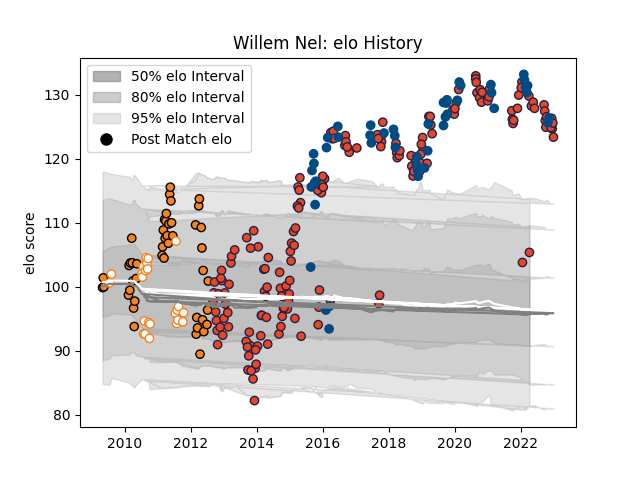 Willem Nel: elo History
50% elo Interval
80% elo Interval
95% elo Interval
Post Match elo
elo score
130
120
110
100
90
80
2010
2012
2014
2016
2018
2020
2022